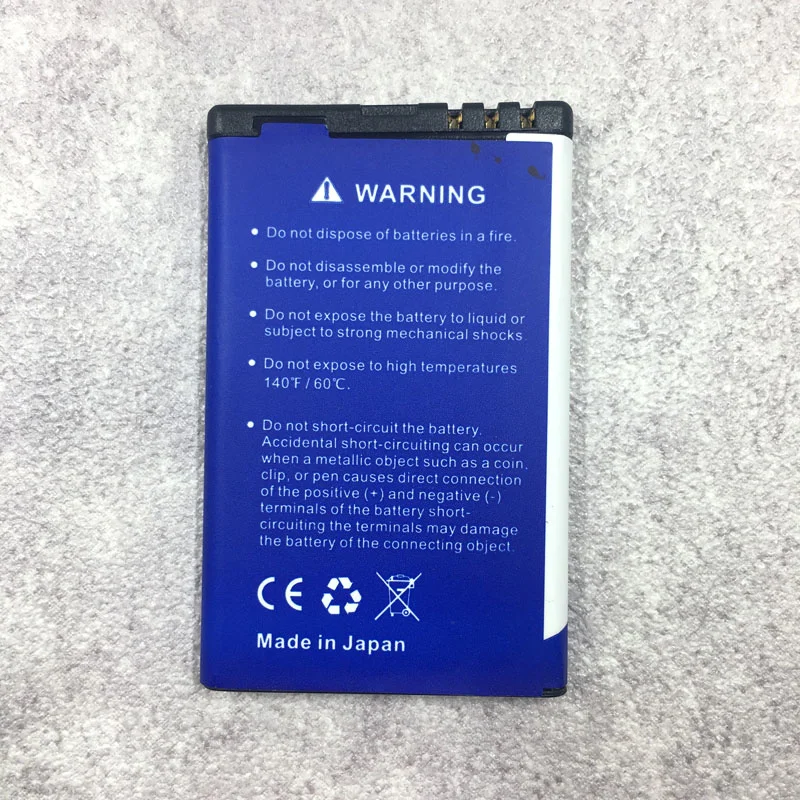 WARNING
• Do not dispose of batteries in a fire.
• Do not disassemble or modify the
battery, or for any other purpose.
• Do not expose the battery to liquid or
subject to strong mechanical shocks
• Do not expose to high temperatures
140℉ / 60℃.
• Do not short-circuit the battery.
Accidental short-circuiting can occur
when a metallic object such as a coin,
clip, or pen causes direct connection
of the positive (+) and negative (-)
terminals of the battery short-
circuiting the terminals may damage
the battery of the connecting object.
CE
Made in Japan